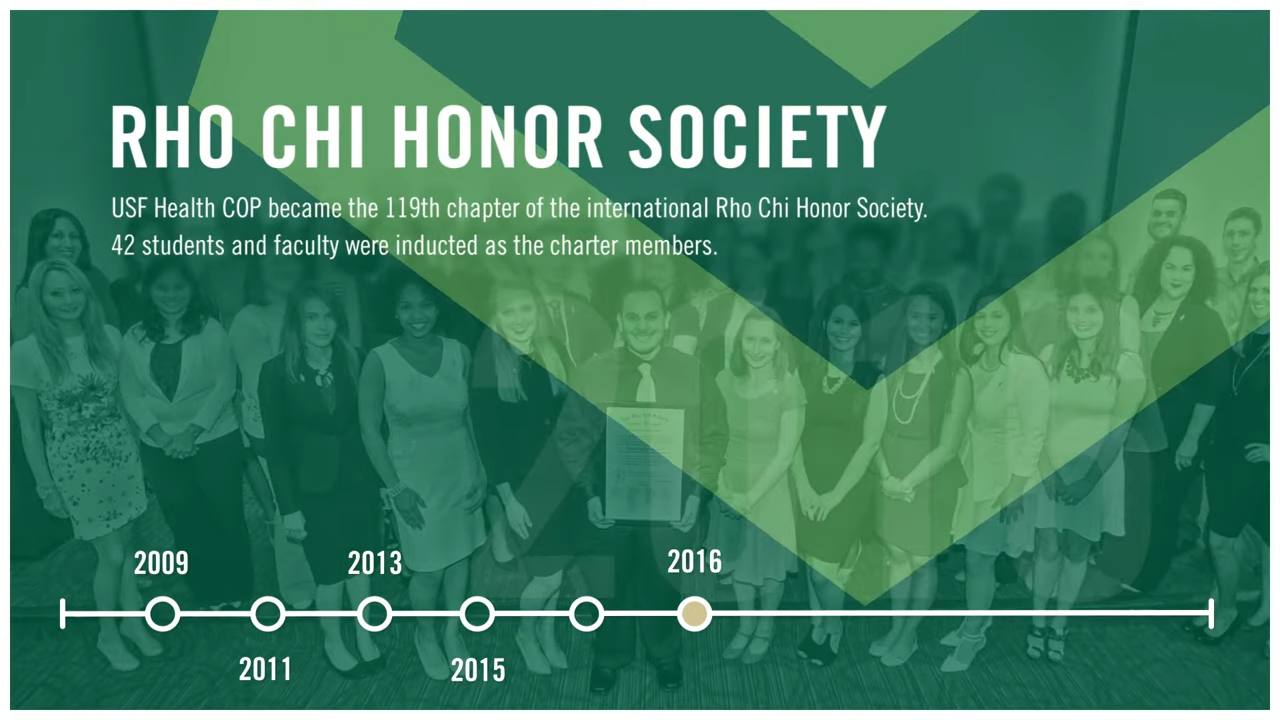 RHO CHI HONOR SOCIETY
USF Health COP became the 119th chapter of the international Rho Chi Honor Society.
42 students and faculty were inducted as the charter members.
2009
2013
2016
2011
2015